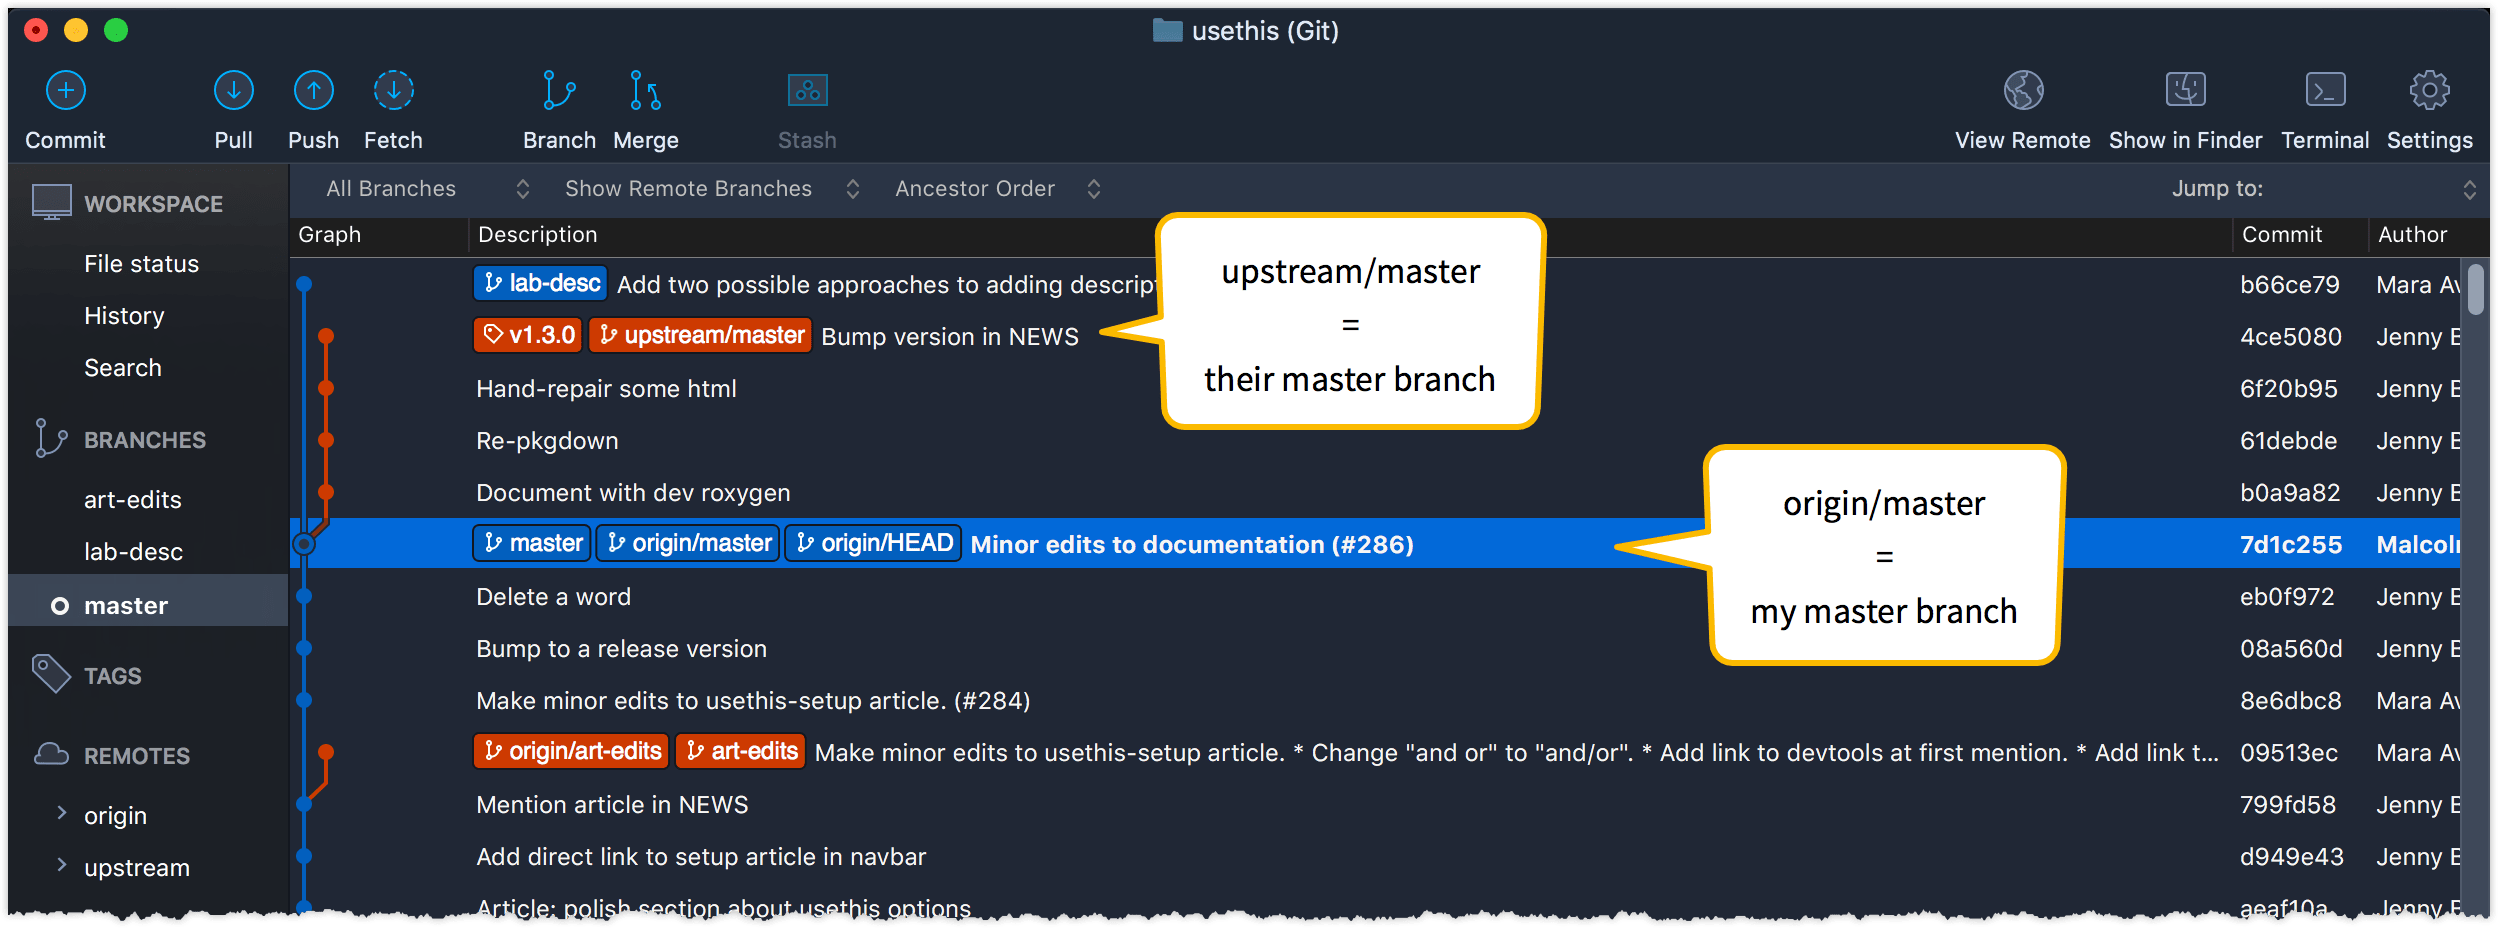 usethis (Git)
Commit
Pull
Push
Fetch
Branch
Merge
Stash
View Remote
Show in Finder
Terminal
Settings
WORKSPACE
File status
History
Search
BRANCHES
art-edits
lab-desc
master
TAGS
REMOTES
origin
upstream
All Branches
Show Remote Branches
Ancestor Order
Jump to:
Graph Description Commit Author
lab-desc Add two possible approaches to adding b66ce79 Mara
v1.3.0 upstream/master Bump version in NEWS 4ce5080 Jenny
Hand-repair some html 6f20b95 Jenny
Re-pkgdown 61debde Jenny
Document with dev roxygen b0a9a82 Jenny
master origin/master origin/HEAD Minor edits to documentation (#286) 7d1c255
Delete a word eb0f972 Jenny
Bump to a release version 08a560d Jenny
Make minor edits to usethis-setup article. (#284) 8e6dbc8 Mara
origin/art-edits art-edits Make minor edits to usethis-setup article. * Change "and or" to "and/or". * Add link to devtools at first mention. * Add link t... 09513ec Mara
Mention article in NEWS 799fd58 Jenny
Add direct link to setup article in navbar d949e43 Jenny
Article: polish section about usethis options aeaf10a Jenny
upstream/master
=
their master branch
origin/master
=
my master branch